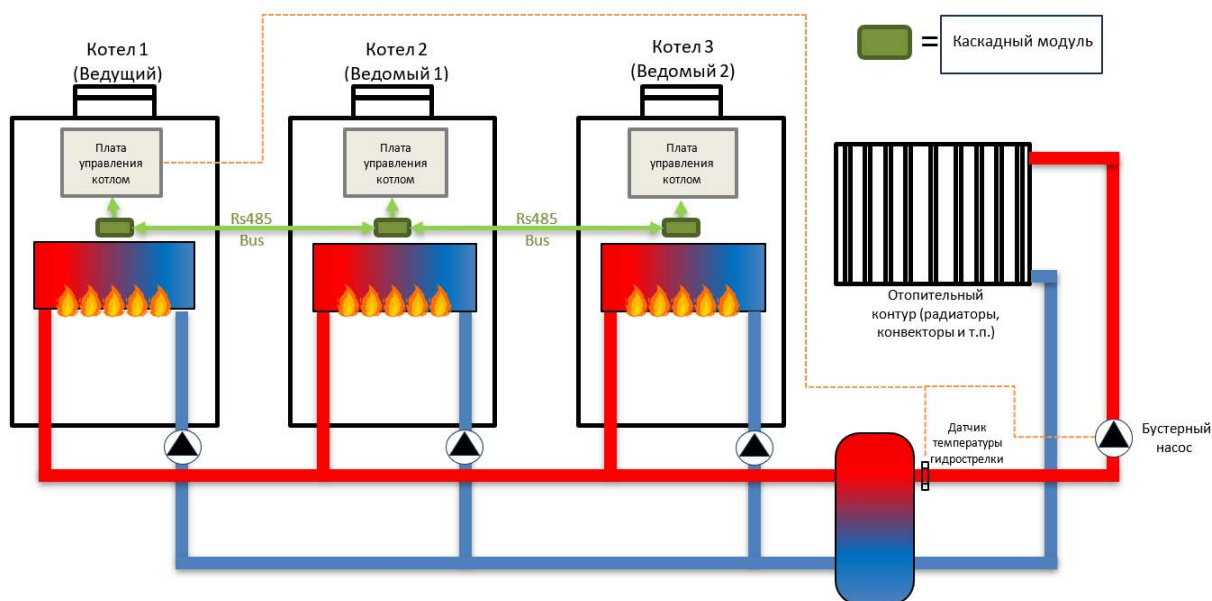 Котел 1
(Ведущий)
Котел 2
(Ведомый 1)
Котел 3
(Ведомый 2)
=
Каскадный модуль
Плата
управления
котлом
Плата
управления
котлом
Плата
управления
котлом
Rs485
Bus
Rs485
Bus
Отопительный
контур (радиаторы,
конвекторы и т.п.)
Датчик
температуры
гидрострелки
Бустерный
насос